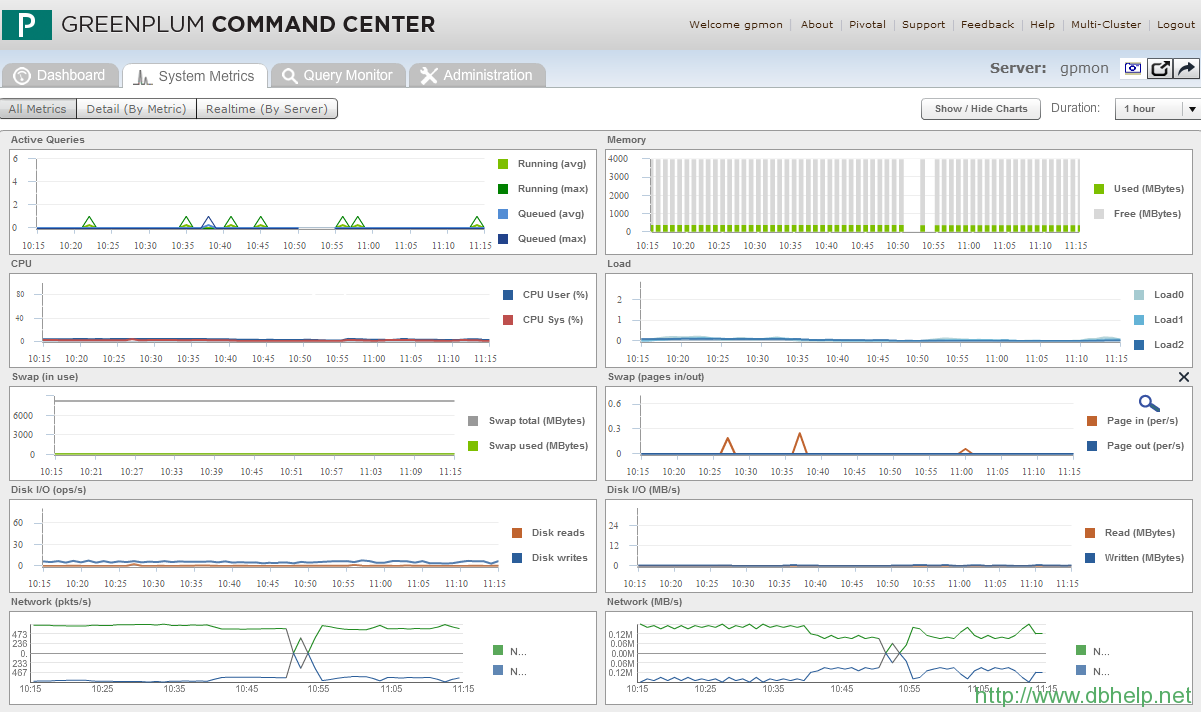 P GREENPLUM COMMAND CENTER
Welcome gpmon About Pivotal Support Feedback Help Multi-Cluster Logout
Dashboard System Metrics Query Monitor Administration
Server: gpmon
All Metrics Detail (By Metric) Realtime (By Server)
Show / Hide Charts Duration: 1 hour
Active Queries
6
4
2
0
10:15 10:20 10:25 10:30 10:35 10:40 10:45 10:50 10:55 11:00 11:05 11:10 11:15
Running (avg)
Running (max)
Queued (avg)
Queued (max)
Memory
4000
3000
2000
1000
0
10:15 10:20 10:25 10:30 10:35 10:40 10:45 10:50 10:55 11:00 11:05 11:10 11:15
Used (MBytes)
Free (MBytes)
CPU
80
40
0
10:15 10:20 10:25 10:30 10:35 10:40 10:45 10:50 10:55 11:00 11:05 11:10 11:15
CPU User (%)
CPU Sys (%)
Load
2
1
0
10:15 10:20 10:25 10:30 10:35 10:40 10:45 10:50 10:55 11:00 11:05 11:10 11:15
Load0
Load1
Load2
Swap (in use)
6000
3000
0
10:15 10:21 10:27 10:33 10:39 10:45 10:51 10:57 11:03 11:09 11:15
Swap total (MBytes)
Swap used (MBytes)
Swap (pages in/out)
0.6
0.3
0
10:15 10:20 10:25 10:30 10:35 10:40 10:45 10:50 10:55 11:00 11:05 11:10 11:15
Page in (per/s)
Page out (per/s)
Disk I/O (ops/s)
60
30
0
10:15 10:20 10:25 10:30 10:35 10:40 10:45 10:50 10:55 11:00 11:05 11:10 11:15
Disk reads
Disk writes
Disk I/O (MB/s)
24
12
0
10:15 10:20 10:25 10:30 10:35 10:40 10:45 10:50 10:55 11:00 11:05 11:10 11:15
Read (MBytes)
Written (MBytes)
Network (pkts/s)
473
236
0
233
467
10:15 10:25 10:35 10:45 10:55 11:05 11:15
N...
N...
Network (MB/s)
0.12M
0.06M
0.00M
0.06M
0.12M
10:15 10:25 10:35 10:45 10:55 11:05 11:15
N...
N...
http://www.dbhelp.net